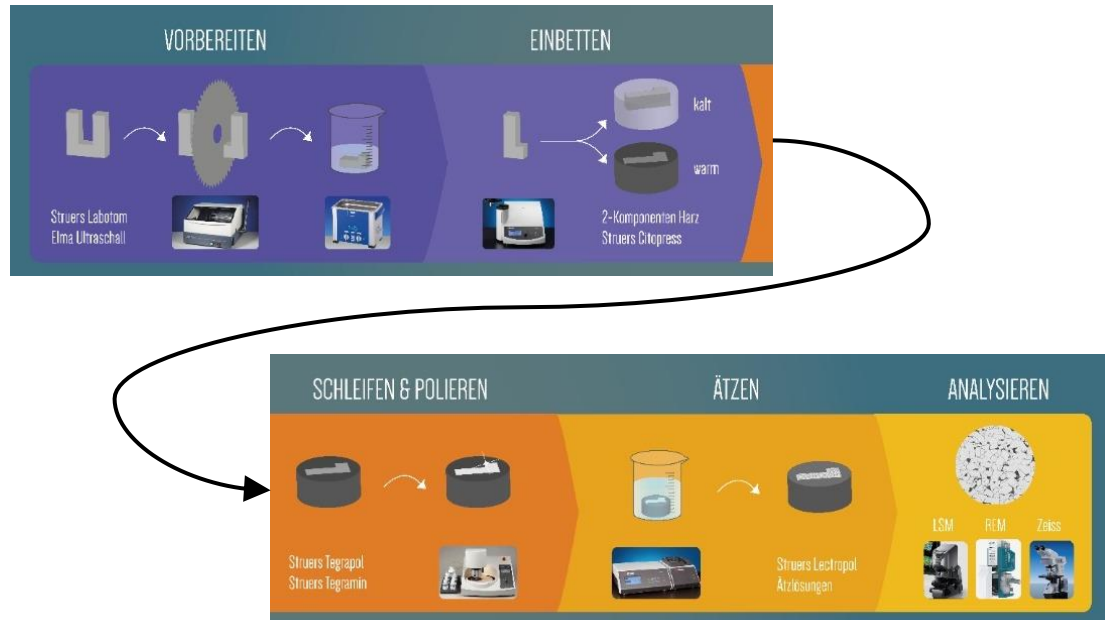 VORBEREITEN
EINBETTEN
kalt
warm
Struers Labotom
Elma Ultraschall
2-Komponenten Harz
Struers Citopress
SCHLEIFEN & POLIEREN
ÄTZEN
ANALYSIEREN
LSM
REM
Zeiss
Struers Tegrapol
Struers Tegramin
Struers Lectropol
Ätzlösungen